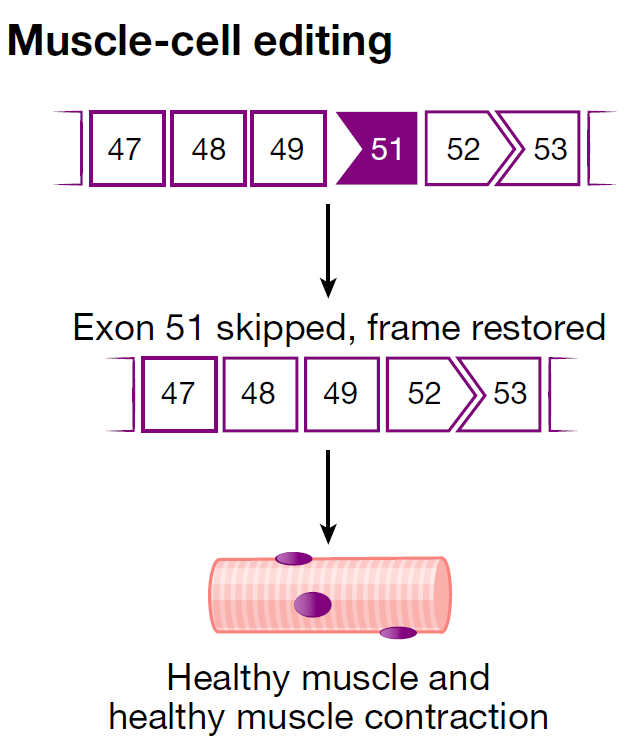 Muscle-cell editing
47 48 49 51 52 53
Exon 51 skipped, frame restored
47 48 49 52 53
Healthy muscle and
healthy muscle contraction